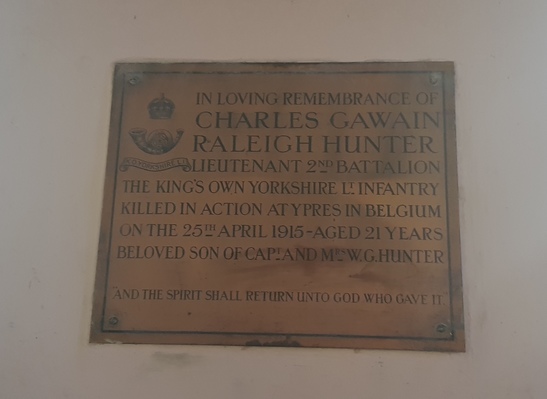 IN LOVING REMEMBRANCE OF
CHARLES GAWAIN
RALEIGH HUNTER
LIEUTENANT 2ND BATTALION
THE KING'S OWN YORKSHIRE LT. INFANTRY
KILLED IN ACTION AT YPRES IN BELGIUM
ON THE 25TH APRIL 1915-AGED 21 YEARS
BELOVED SON OF CAPT. AND MRS. W.G. HUNTER
AND THE SPIRIT SHALL RETURN UNTO GOD WHO GAVE IT